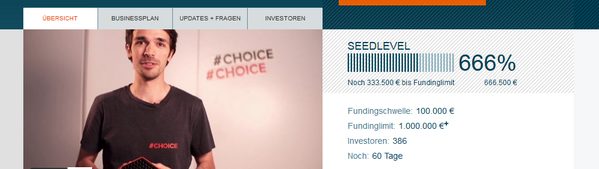 ÜBERSICHT
BUSINESSPLAN
UPDATES + FRAGEN
INVESTOREN
#CHOICE
#CHOICE
#CHOICE
SEEDLEVEL
666%
Noch 333.500 € bis Fundinglimit
666.500 €
Fundingschwelle: 100.000 €
Fundinglimit: 1.000.000 €+
Investoren: 386
Noch: 60 Tage